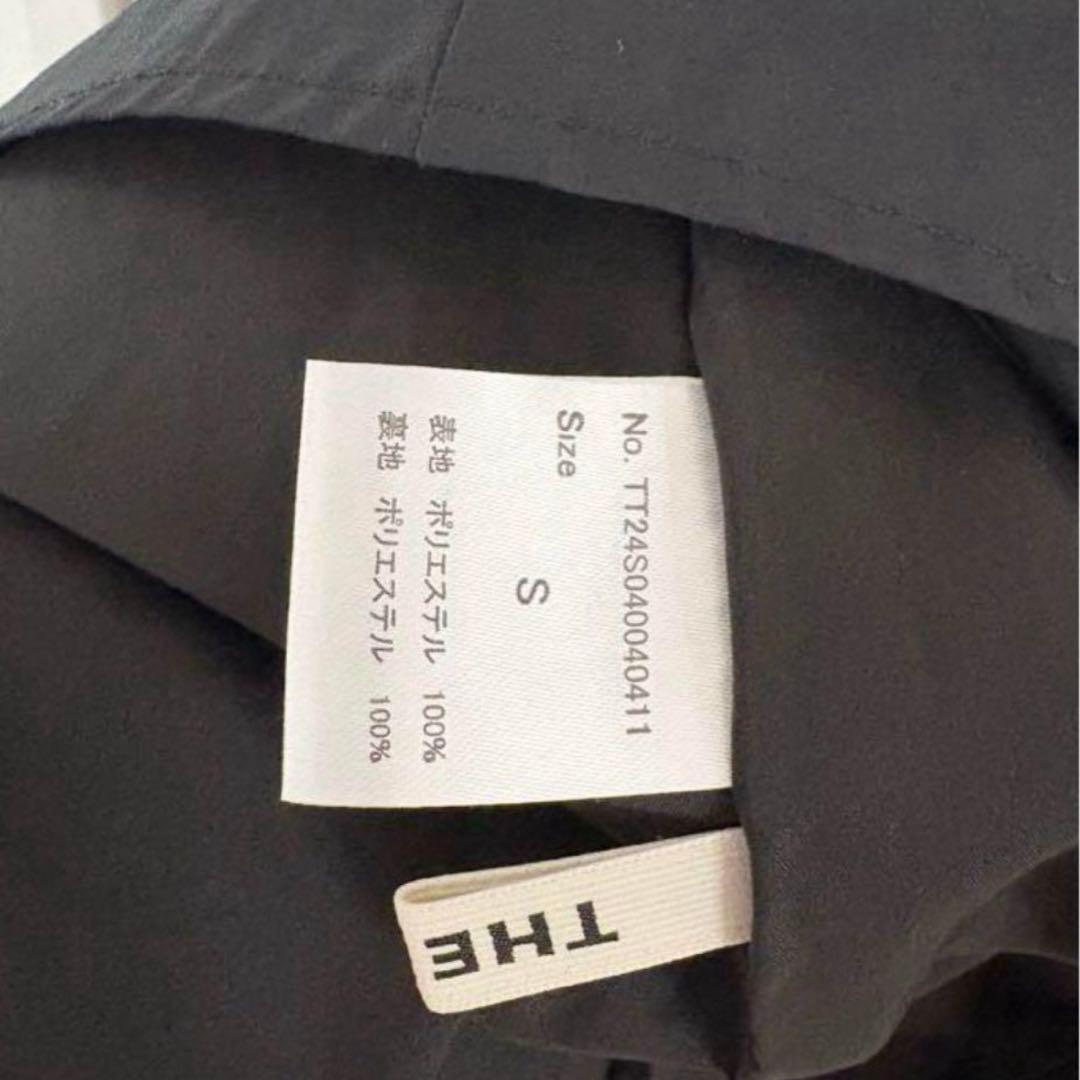 No. TT24S040040411
Size
S
表地 ポリエステル 100%
裏地 ポリエステル 100%
THE